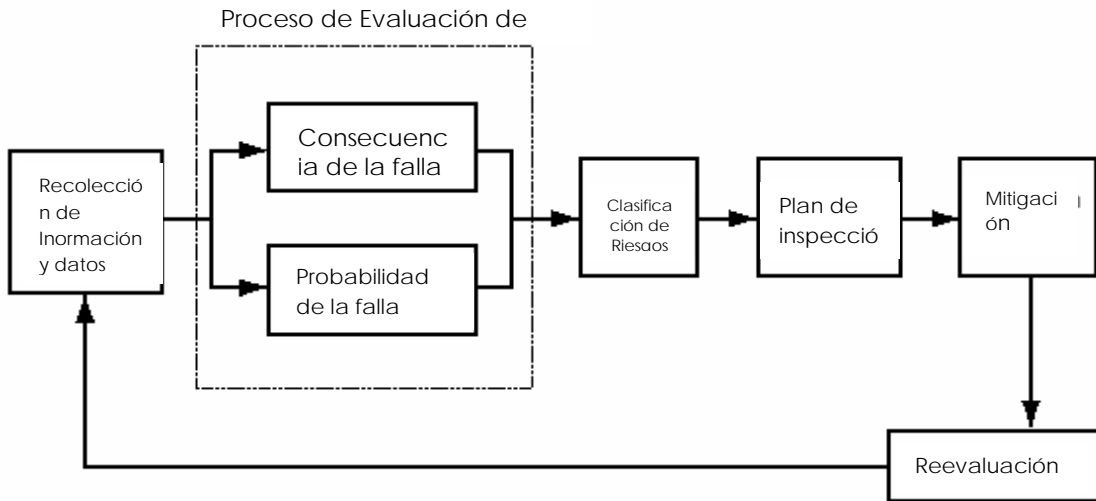 Proceso de Evaluación de
Recolecció
n de
Inormación
y datos
Consecuenc
ia de la falla
Probabilidad
de la falla
Clasifica
ción de
Riesgos
Plan de
inspecció
Mitigaci
ón
Reevaluación